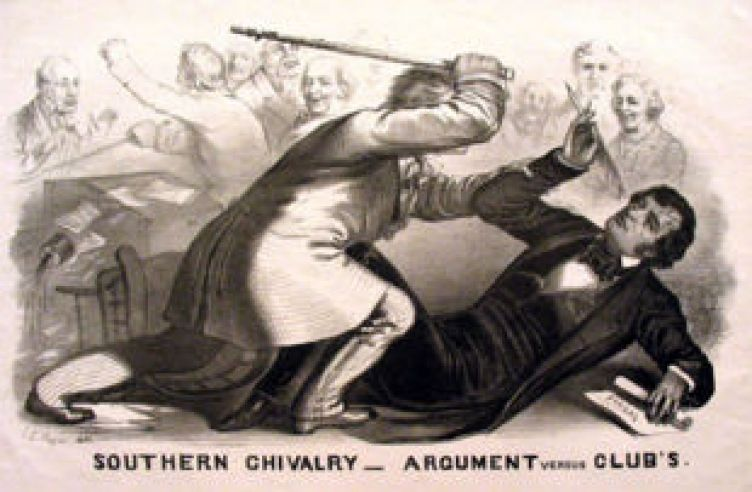 SOUTHERN CHIVALRY — ARGUMENT VERSUS CLUB'S.